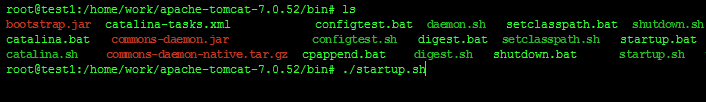 root@test1:/home/work/apache-tomcat-7.0.52/bin# ls
bootstrap.jar catalina-tasks.xml configtest.bat daemon.sh setclasspath.bat shutdown.sh
catalina.bat commons-daemon.jar configtest.sh digest.bat setclasspath.sh startup.bat
catalina.sh commons-daemon-native.tar.gz cpappend.bat digest.sh shutdown.bat startup.sh
root@test1:/home/work/apache-tomcat-7.0.52/bin# ./startup.sh